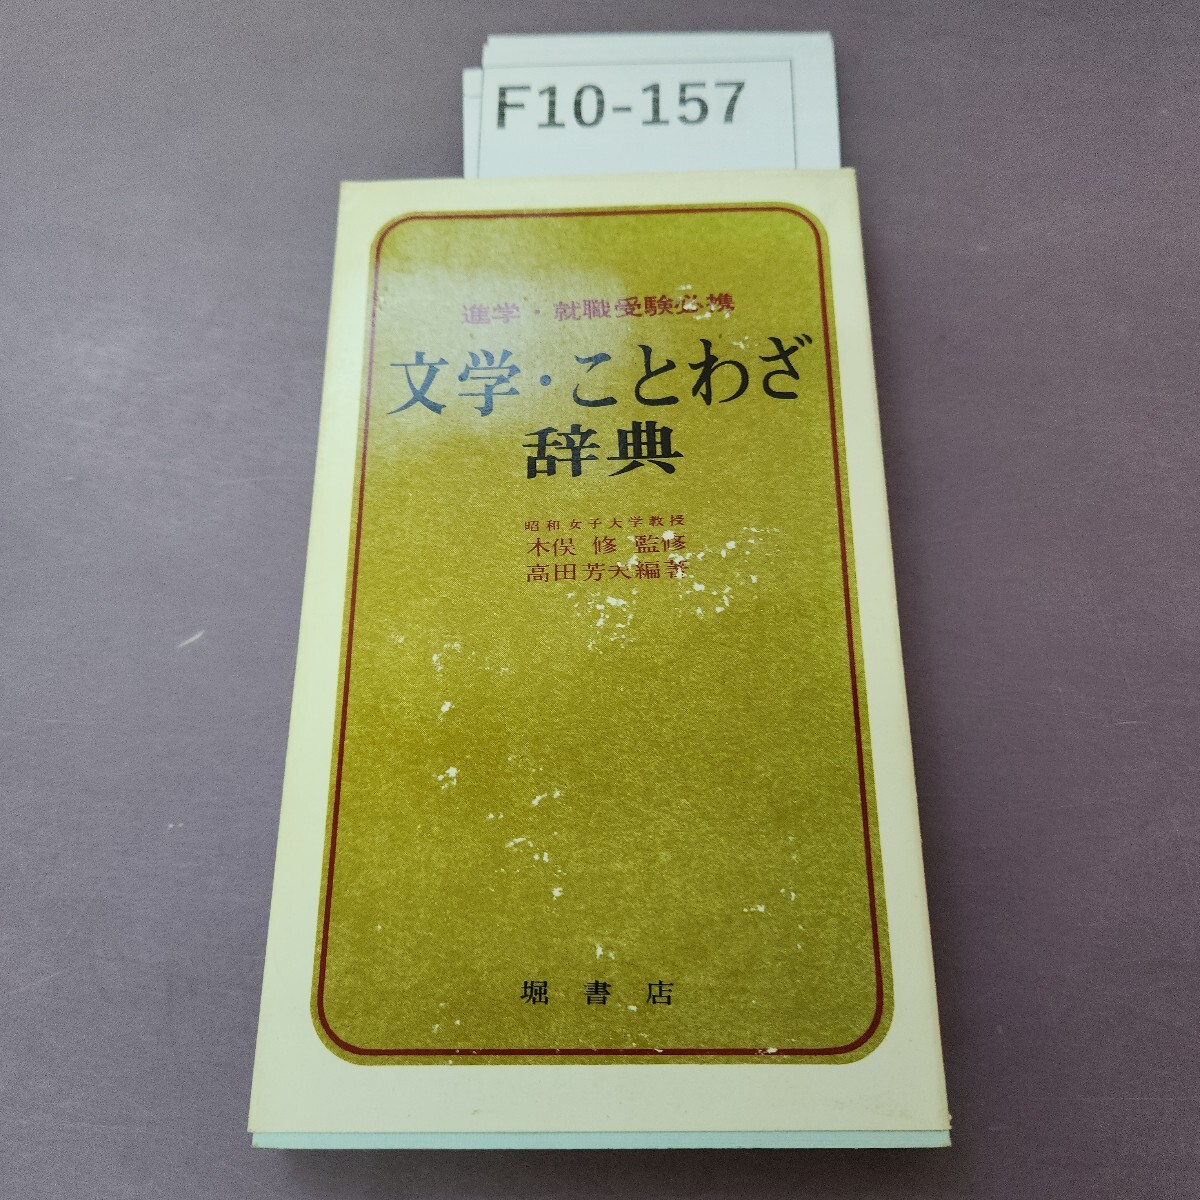 F10-157
進学・就職受験必携
文学・ことわざ
辞典
昭和女子大学教授
木俣 修 監修
高田芳夫編著
堀書店